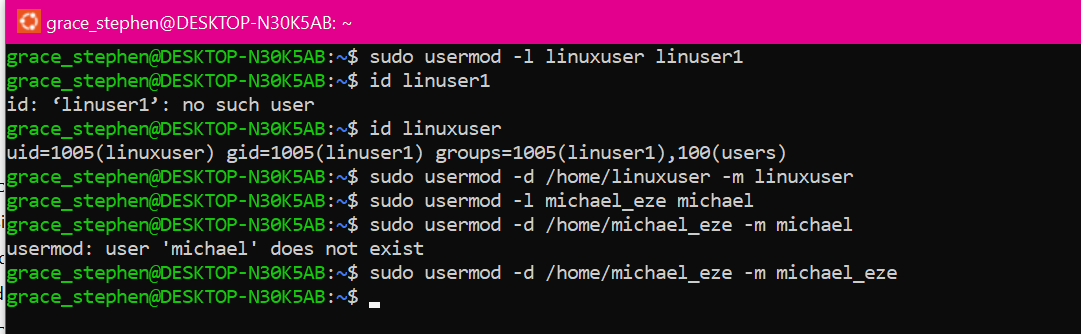 grace_stephen@DESKTOP-N30K5AB: ~
grace_stephen@DESKTOP-N30K5AB:~$ sudo usermod -l linuxuser linuser1
grace_stephen@DESKTOP-N30K5AB:~$ id linuser1
id: ‘linuser1’: no such user
grace_stephen@DESKTOP-N30K5AB:~$ id linuxuser
uid=1005(linuxuser) gid=1005(linuser1) groups=1005(linuser1),100(users)
grace_stephen@DESKTOP-N30K5AB:~$ sudo usermod -d /home/linuxuser -m linuxuser
grace_stephen@DESKTOP-N30K5AB:~$ sudo usermod -l michael_eze michael
grace_stephen@DESKTOP-N30K5AB:~$ sudo usermod -d /home/michael_eze -m michael
usermod: user 'michael' does not exist
grace_stephen@DESKTOP-N30K5AB:~$ sudo usermod -d /home/michael_eze -m michael_eze
grace_stephen@DESKTOP-N30K5AB:~$